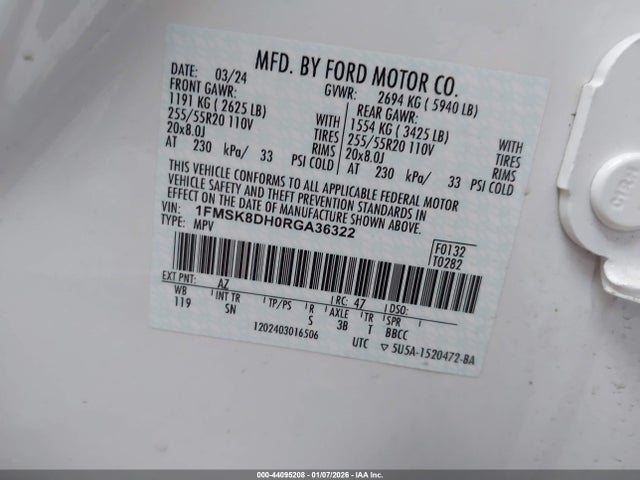 MFD. BY FORD MOTOR CO.
DATE: 03/24 GVWR: 2694 KG ( 5940 LB)
FRONT GAWR: REAR GAWR:
1191 KG ( 2625 LB) WITH 1554 KG ( 3425 LB) WITH
255/55R20 110V TIRES 255/55R20 110V TIRES
20x8.0J RIMS 20x8.0J RIMS
AT 230 kPa/ 33 PSI COLD AT 230 kPa/ 33 PSI COLD
THIS VEHICLE CONFORMS TO ALL APPLICABLE FEDERAL MOTOR
VEHICLE SAFETY AND THEFT PREVENTION STANDARDS IN
EFFECT ON THE DATE OF MANUFACTURE SHOWN ABOVE.
VIN: 1FMSK8DH0RGA36322
TYPE: MPV
F0132
T0282
EXT PNT: AZ RC: 47 DSO:
WB INT TR TP/PS R AXLE TR SPR
119 SN S 3B T BBCC
1202403016506 UTC ▽ 5U5A-1520472-BA
000-44095208 - 01/07/2026 - IAA Inc.